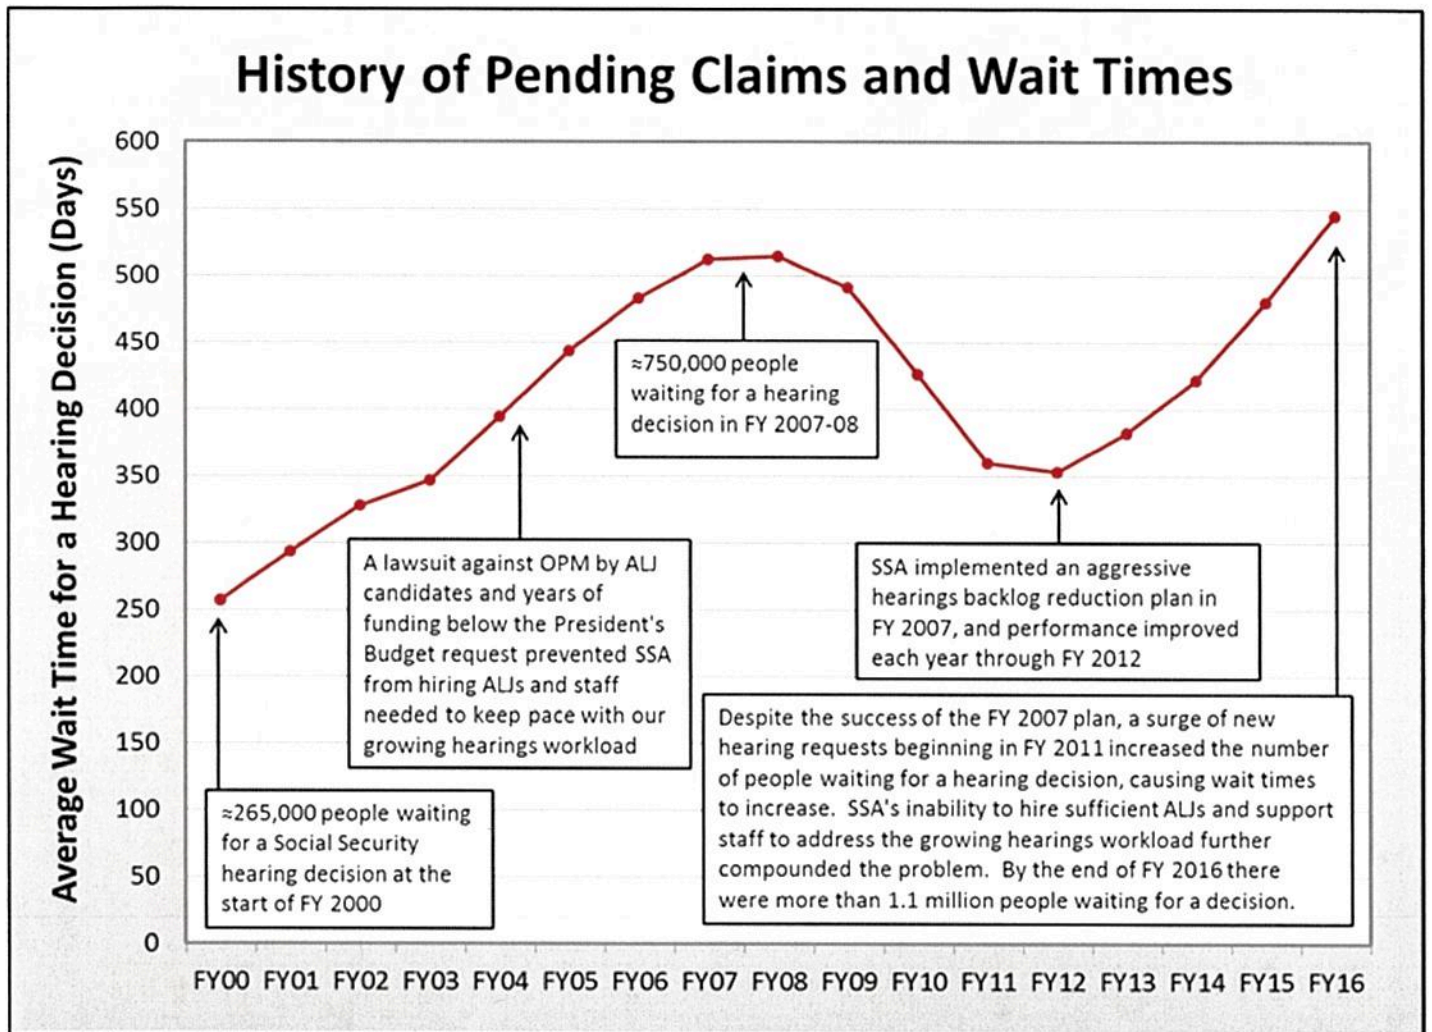 History of Pending Claims and Wait Times
Average Wait Time for a Hearing Decision (Days)
600
550
500
450
400
350
300
250
200
150
100
50
0
≈750,000 people
waiting for a hearing
decision in FY 2007-08
A lawsuit against OPM by ALJ
candidates and years of
funding below the President's
Budget request prevented SSA
from hiring ALJs and staff
needed to keep pace with our
growing hearings workload
SSA implemented an aggressive
hearings backlog reduction plan in
FY 2007, and performance improved
each year through FY 2012
≈265,000 people waiting
for a Social Security
hearing decision at the
start of FY 2000
Despite the success of the FY 2007 plan, a surge of new
hearing requests beginning in FY 2011 increased the number
of people waiting for a hearing decision, causing wait times
to increase.  SSA's inability to hire sufficient ALJs and support
staff to address the growing hearings workload further
compounded the problem.  By the end of FY 2016 there
were more than 1.1 million people waiting for a decision.
FY00 FY01 FY02 FY03 FY04 FY05 FY06 FY07 FY08 FY09 FY10 FY11 FY12 FY13 FY14 FY15 FY16